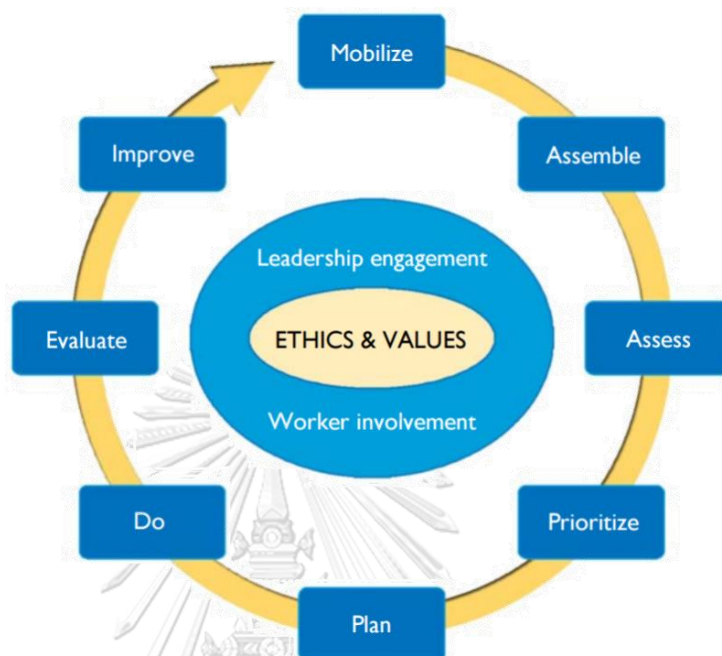 Mobilize
Assemble
Assess
Prioritize
Plan
Do
Evaluate
Improve
Leadership engagement
ETHICS & VALUES
Worker involvement